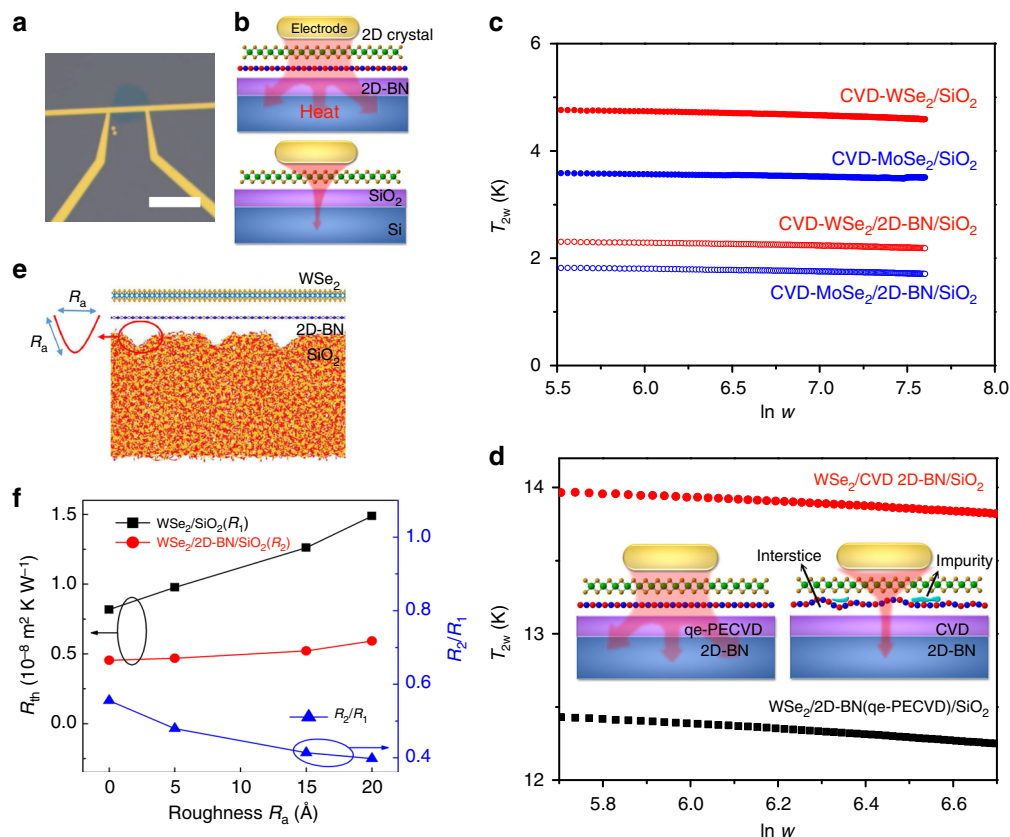 a
b
Electrode
2D crystal
2D-BN
Heat
SiO2
Si
c
6
4
2
0
T2w (K)
CVD-WSe2/SiO2
CVD-MoSe2/SiO2
CVD-WSe2/2D-BN/SiO2
CVD-MoSe2/2D-BN/SiO2
5.5 6.0 6.5 7.0 7.5 8.0
ln w
e
WSe2
Ra
Ra
2D-BN
SiO2
d
14
13
12
T2w (K)
WSe2/CVD 2D-BN/SiO2
Interstice
Impurity
qe-PECVD
2D-BN
CVD
2D-BN
WSe2/2D-BN(qe-PECVD)/SiO2
5.8 6.0 6.2 6.4 6.6
ln w
f
1.5
1.0
0.5
0.0
Rth (10−8 m2 K W−1)
WSe2/SiO2(R1)
WSe2/2D-BN/SiO2(R2)
R2/R1
1.0
0.8
0.6
0.4
R2/R1
0 5 10 15 20
Roughness Ra (Å)